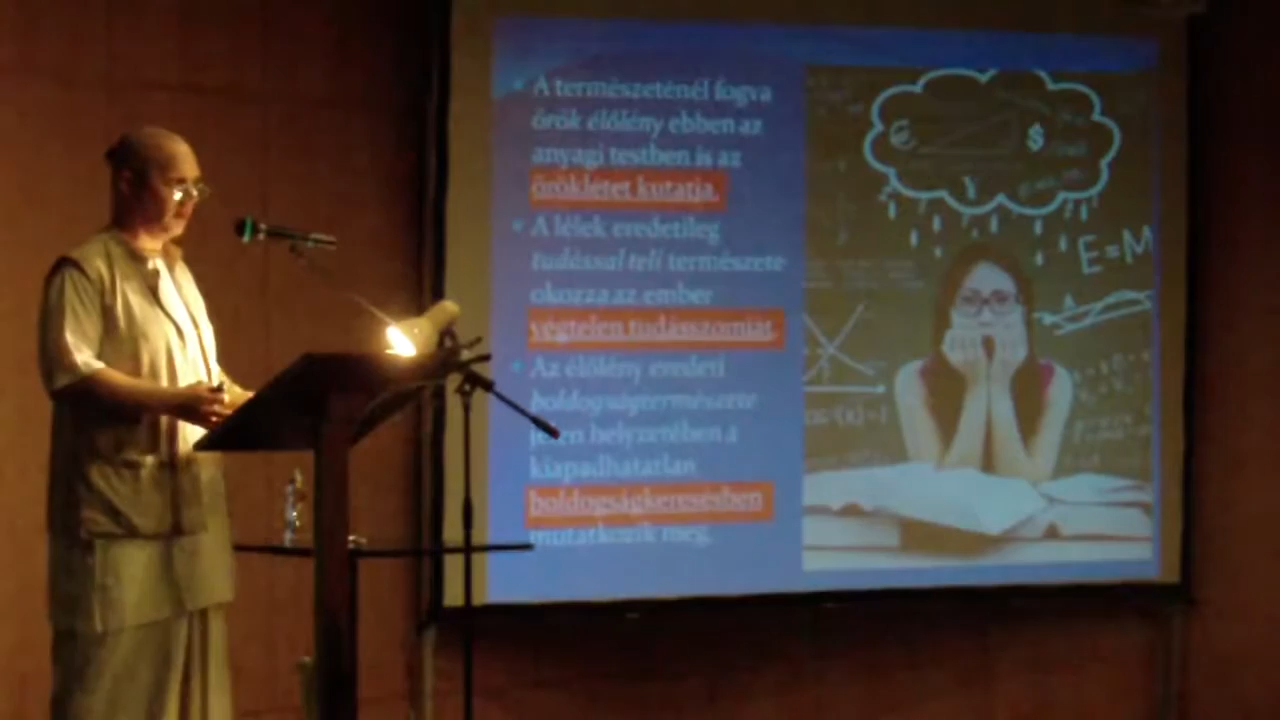 A természeténél fogva
örök élőlény ebben az
anyagi testben is az
öröklétet kutatja.
A lélek eredetileg
tudással teli természete
okozza az ember
végtelen tudásszomját.
Az élőlény eredeti
boldogságtermészete
jelen helyzetében a
kiapadhatatlan
boldogságkeresésben
mutatkozik meg.
€ $
E=M